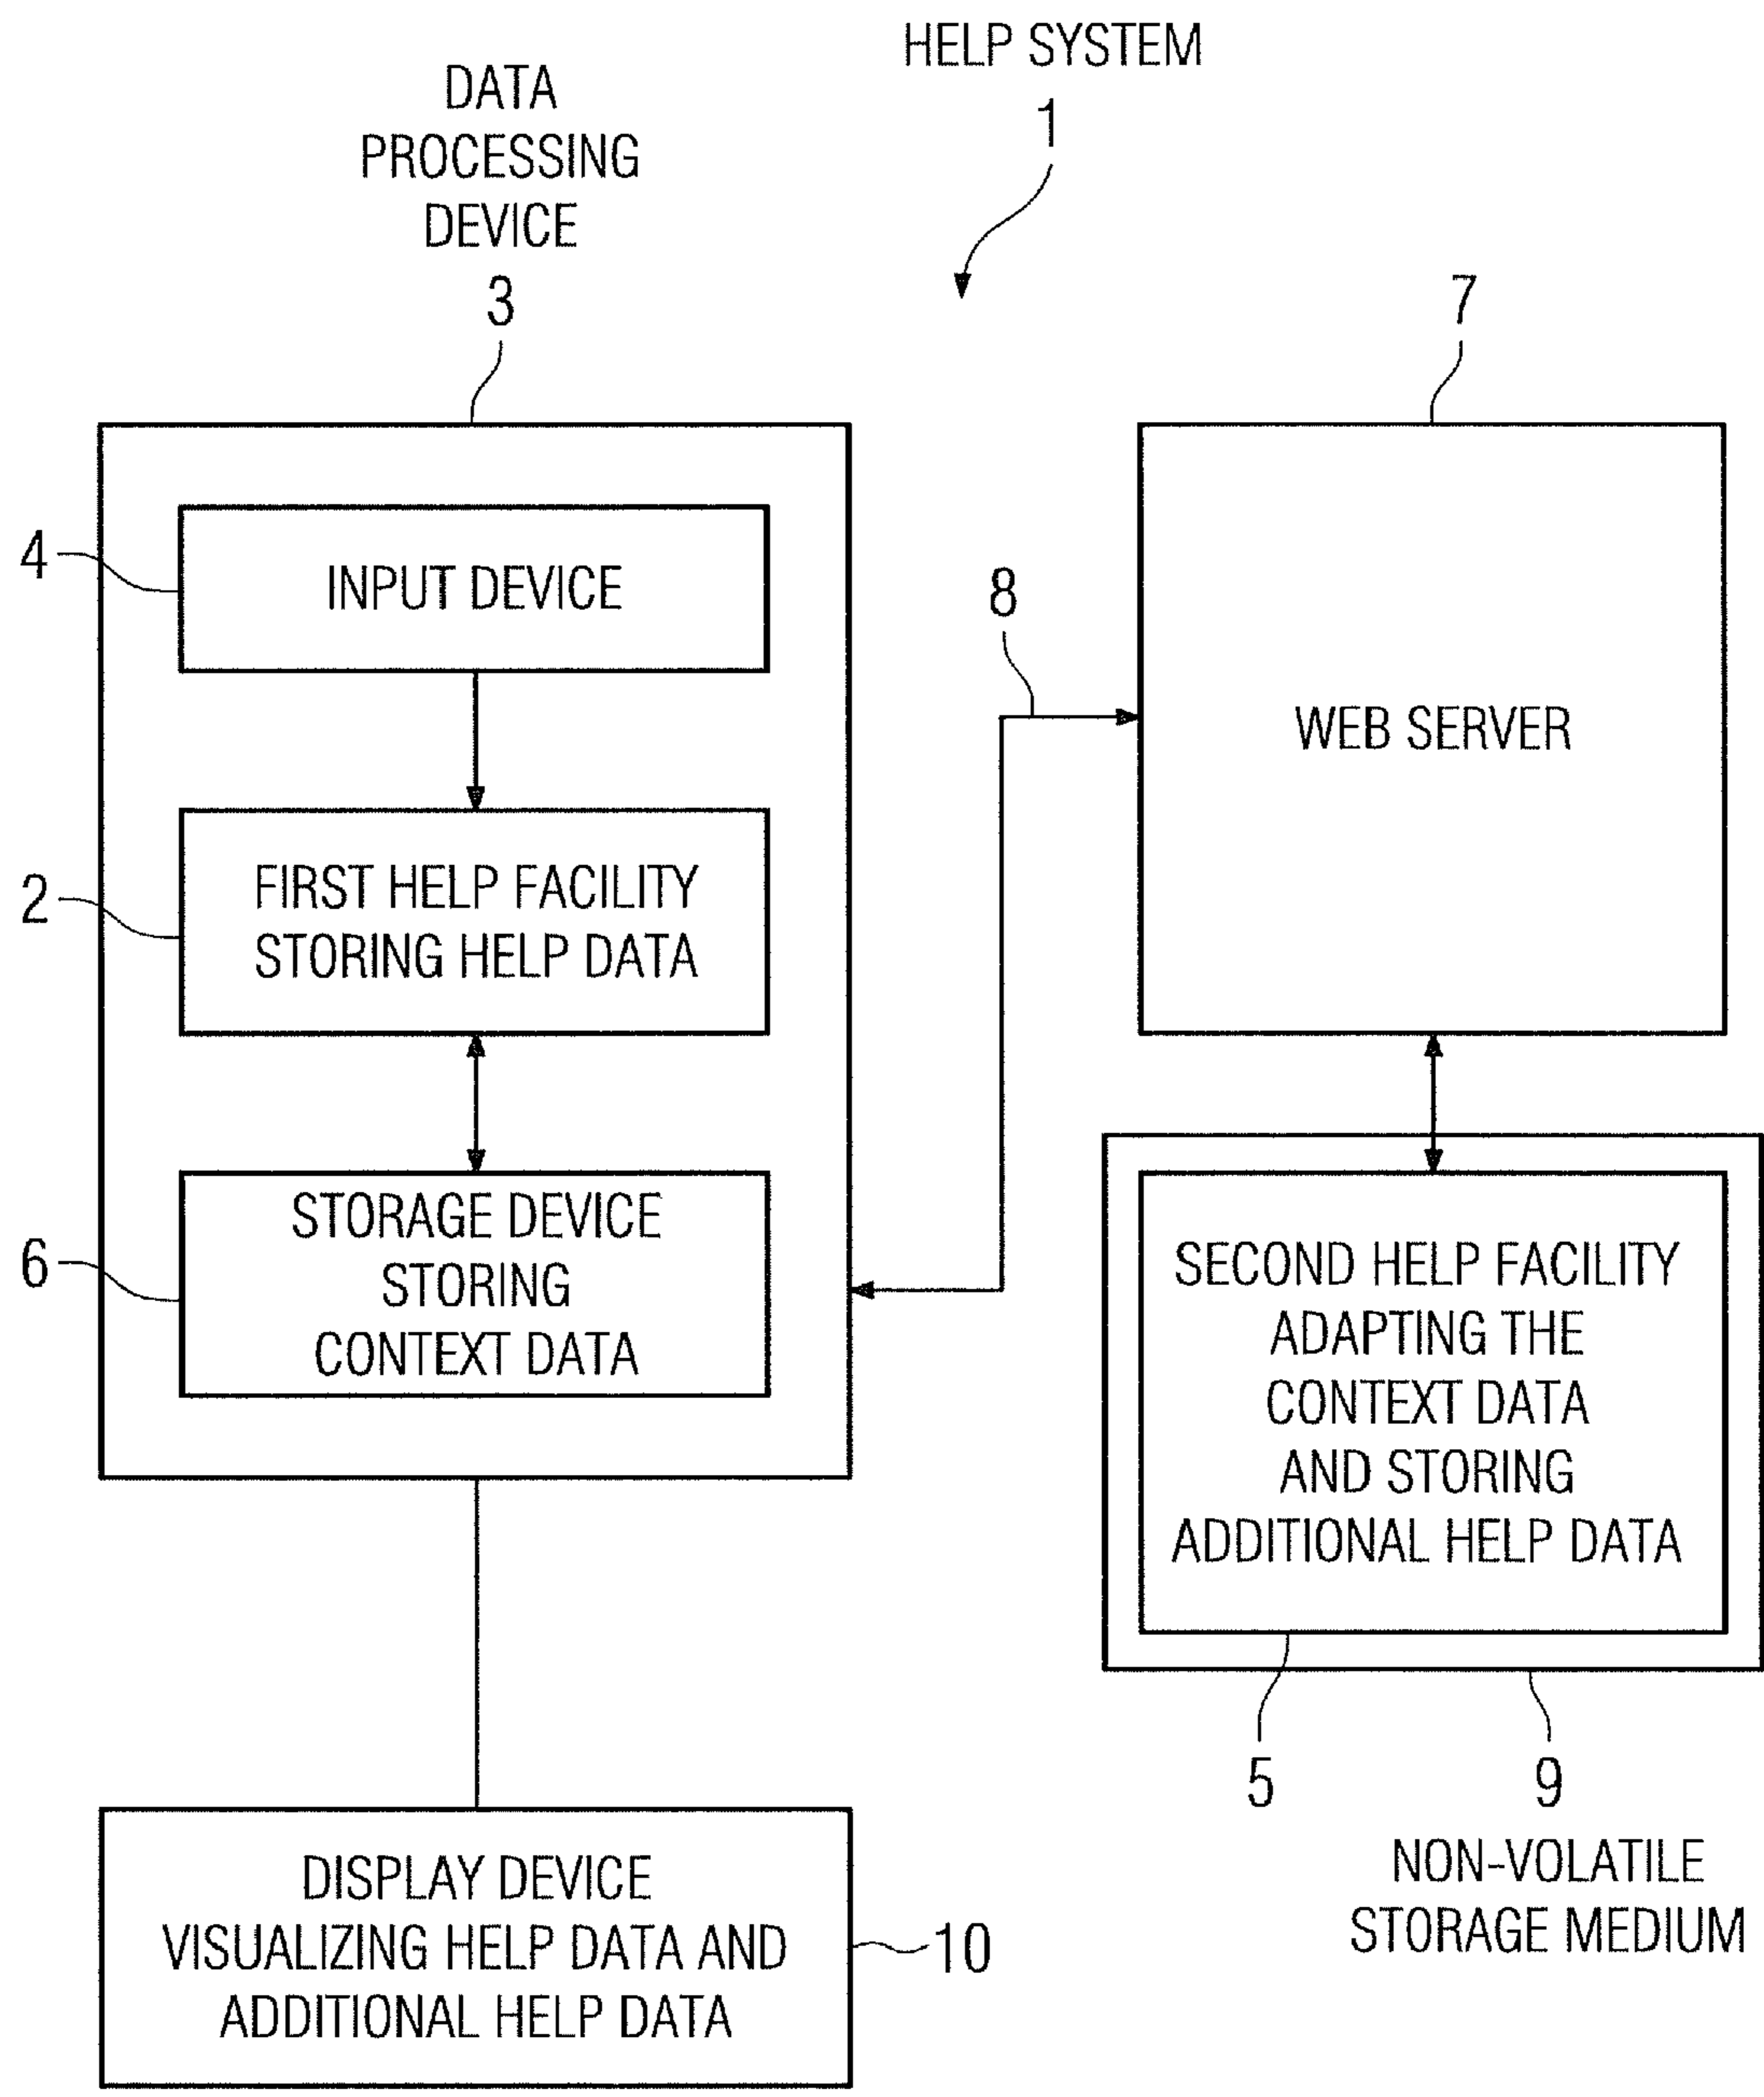 HELP SYSTEM
1
DATA
PROCESSING
DEVICE
3
7
4
INPUT DEVICE
8
WEB SERVER
2
FIRST HELP FACILITY
STORING HELP DATA
6
STORAGE DEVICE
STORING
CONTEXT DATA
SECOND HELP FACILITY
ADAPTING THE
CONTEXT DATA
AND STORING
ADDITIONAL HELP DATA
5
9
NON-VOLATILE
STORAGE MEDIUM
DISPLAY DEVICE
VISUALIZING HELP DATA AND
ADDITIONAL HELP DATA
10